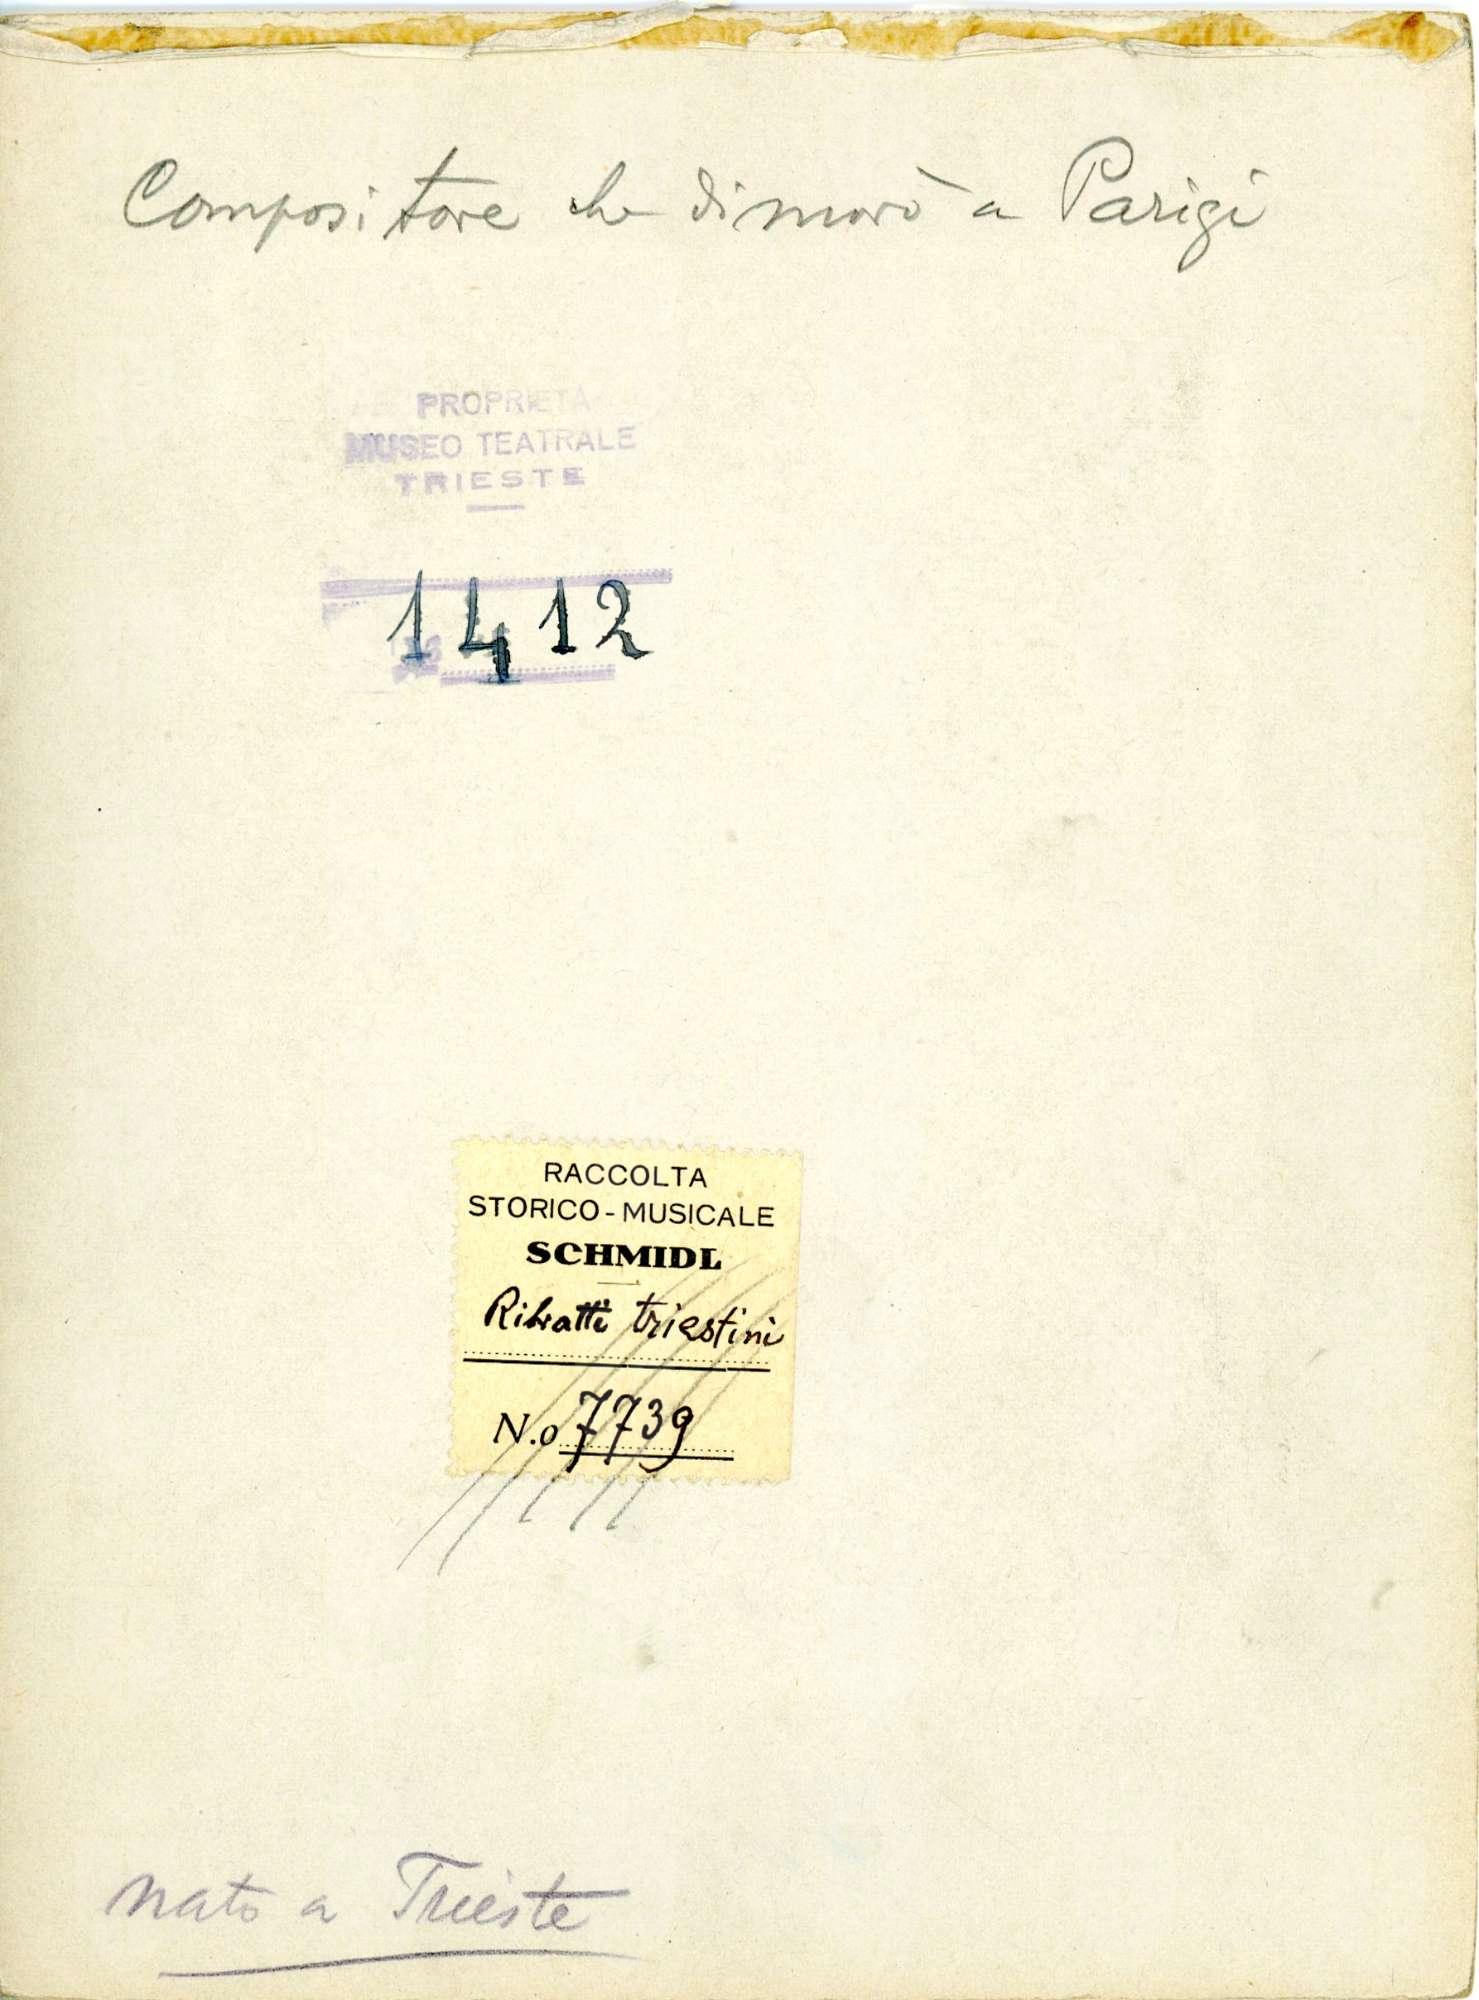 Compositore che dimorò a Parigi
PROPRIETÀ
MUSEO TEATRALE
TRIESTE
1412
RACCOLTA
STORICO-MUSICALE
SCHMIDL
Ritratti triestini
N.o 7739
nato a Trieste